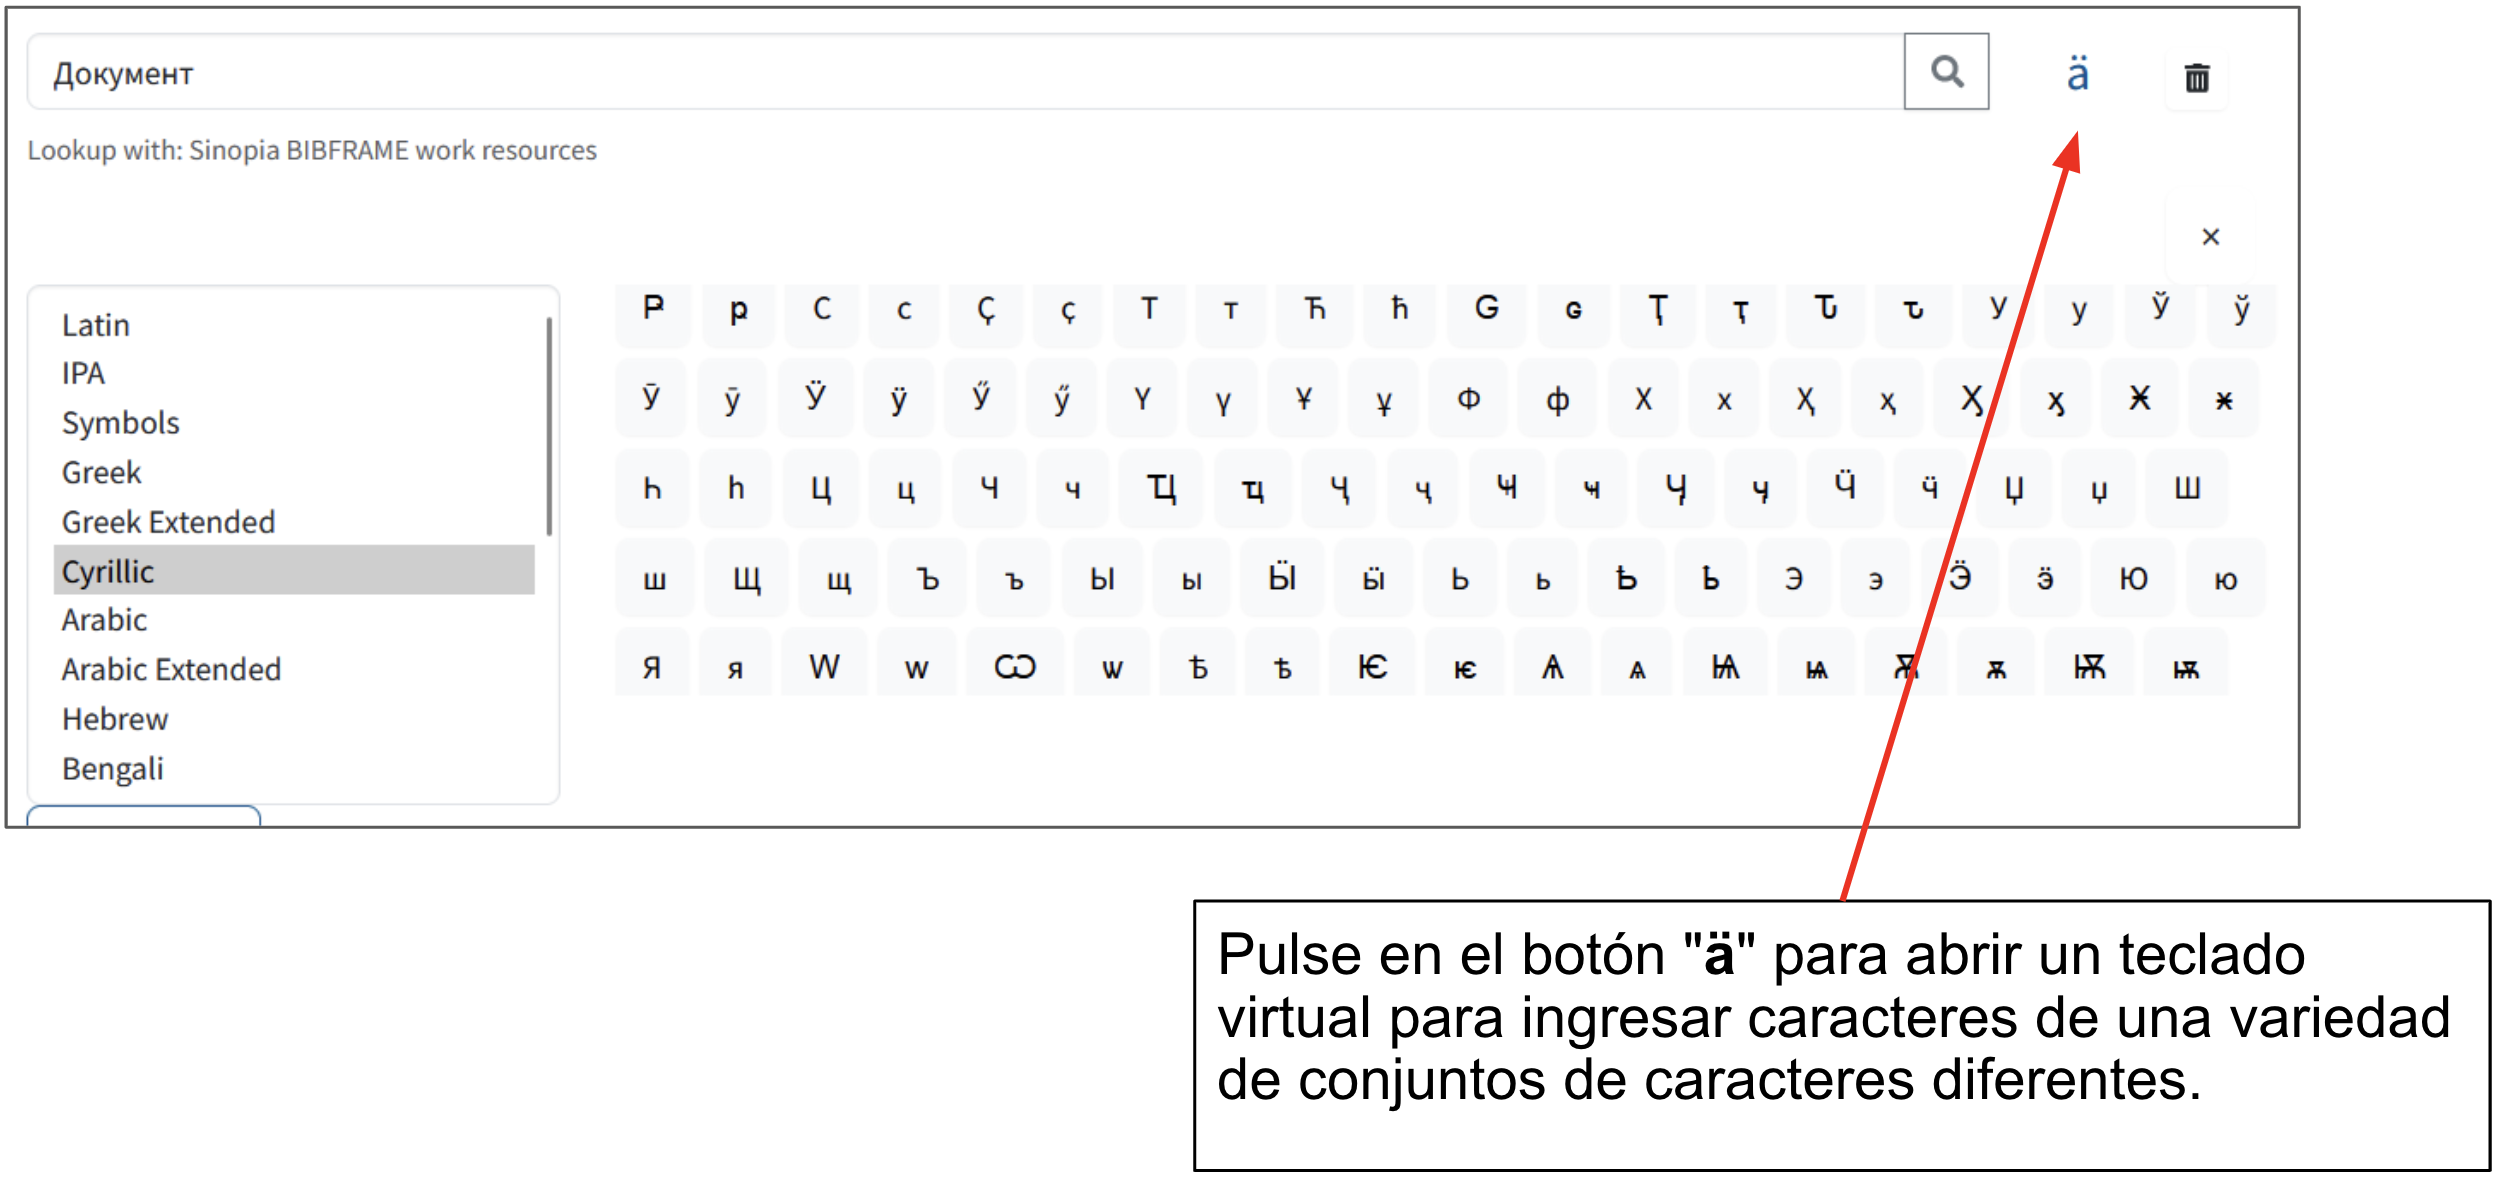 Документ
ä
Lookup with: Sinopia BIBFRAME work resources
×
Latin
IPA
Symbols
Greek
Greek Extended
Cyrillic
Arabic
Arabic Extended
Hebrew
Bengali
Ҏ ҏ С с Ҫ ҫ Т т Ћ ћ Ԍ ԍ Ҭ ҭ Ꚍ ꚍ У у Ў ў
Ӯ ӯ Ӱ ӱ Ӳ ӳ Ү ү Ұ ұ Ф ф Х х Ҳ ҳ Ӽ ӽ Ӿ ӿ
Һ һ Ц ц Ч ч Ҵ ҵ Ҷ ҷ Ҹ ҹ Ӌ ӌ Ӵ ӵ Џ џ Ш
ш Щ щ Ъ ъ Ы ы Ӹ ӹ Ь ь Ҍ ҍ Э э Ӭ ӭ Ю ю
Я я Ԝ ԝ Ѡ ѡ Ѣ ѣ Ѥ ѥ Ѧ ѧ Ѩ ѩ Ѫ ѫ Ѭ ѭ
Pulse en el botón "ä" para abrir un teclado
virtual para ingresar caracteres de una variedad
de conjuntos de caracteres diferentes.